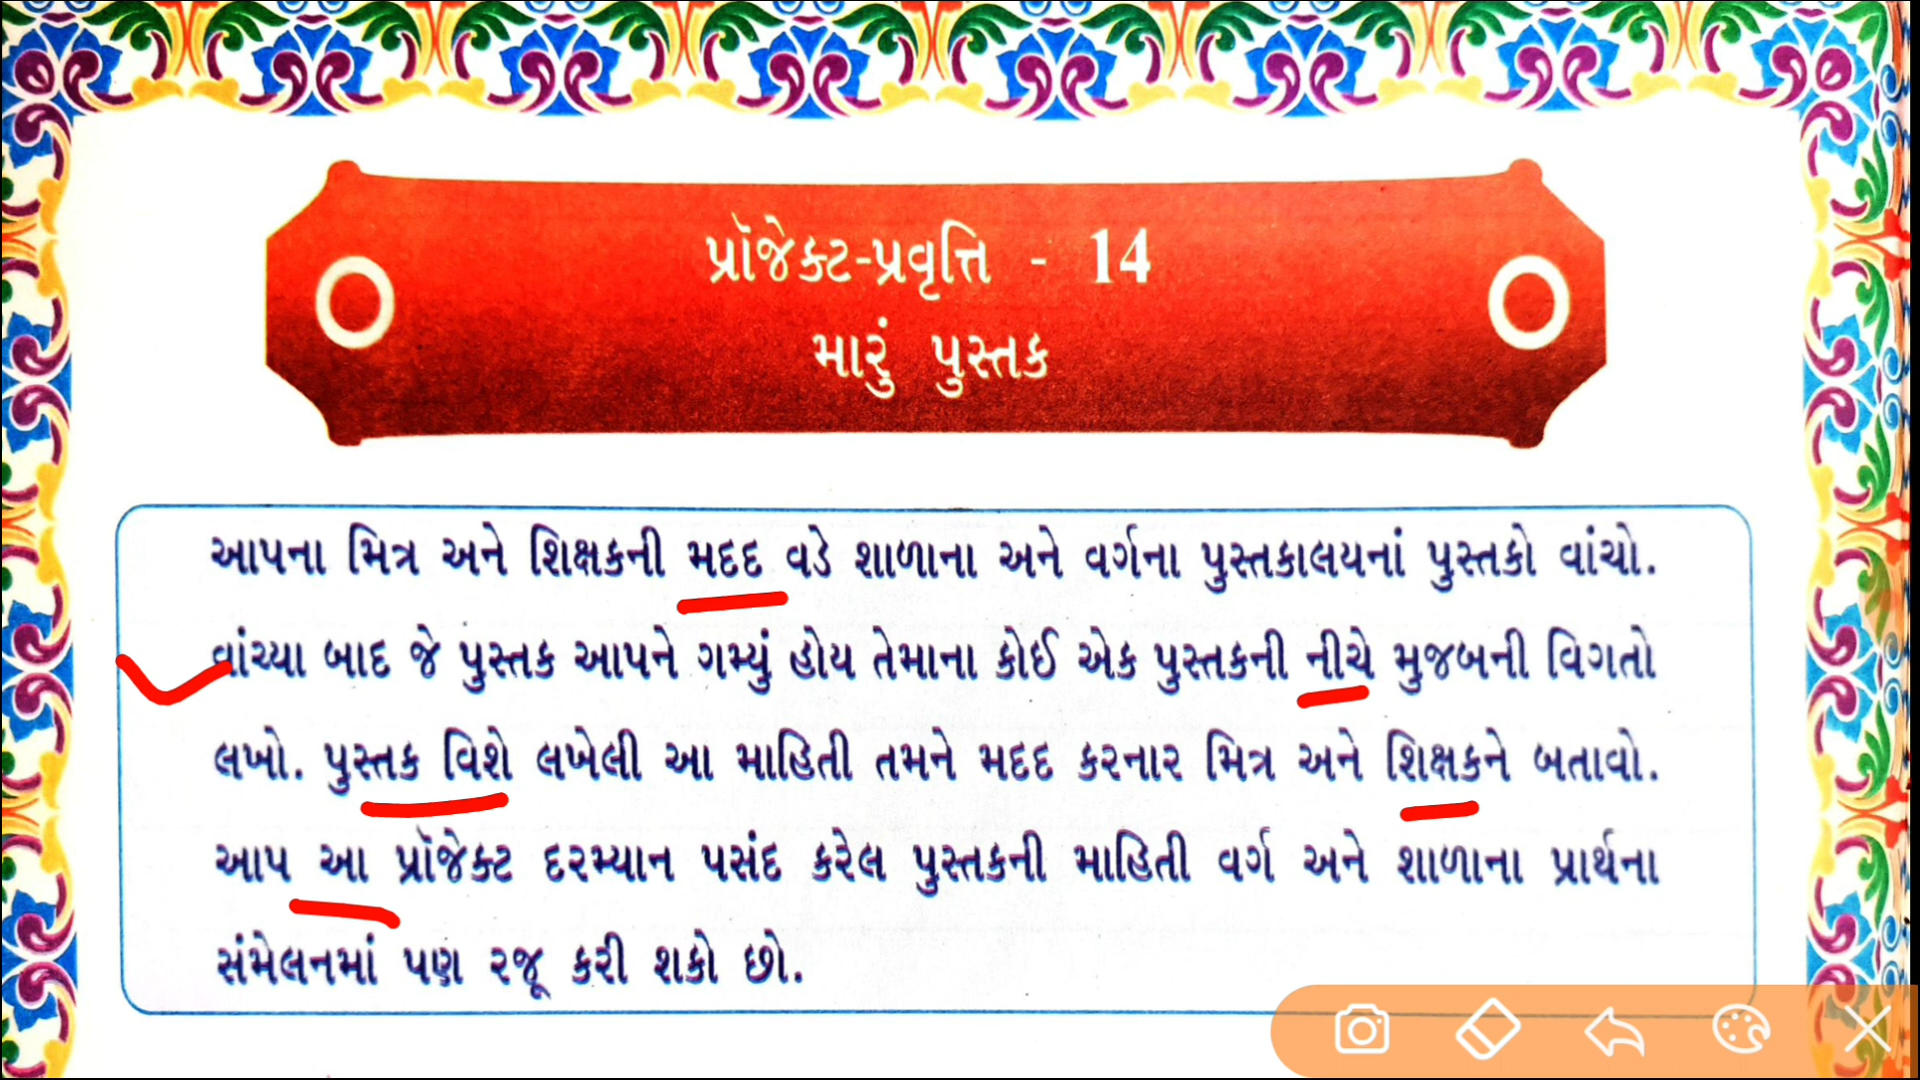 પ્રૉજેક્ટ-પ્રવૃત્તિ - 14
મારું પુસ્તક
આપના મિત્ર અને શિક્ષકની મદદ વડે શાળાના અને વર્ગના પુસ્તકાલયનાં પુસ્તકો વાંચો.
વાંચ્યા બાદ જે પુસ્તક આપને ગમ્યું હોય તેમાના કોઈ એક પુસ્તકની નીચે મુજબની વિગતો
લખો. પુસ્તક વિશે લખેલી આ માહિતી તમને મદદ કરનાર મિત્ર અને શિક્ષકને બતાવો.
આપ આ પ્રૉજેક્ટ દરમ્યાન પસંદ કરેલ પુસ્તકની માહિતી વર્ગ અને શાળાના પ્રાર્થના
સંમેલનમાં પણ રજૂ કરી શકો છો.